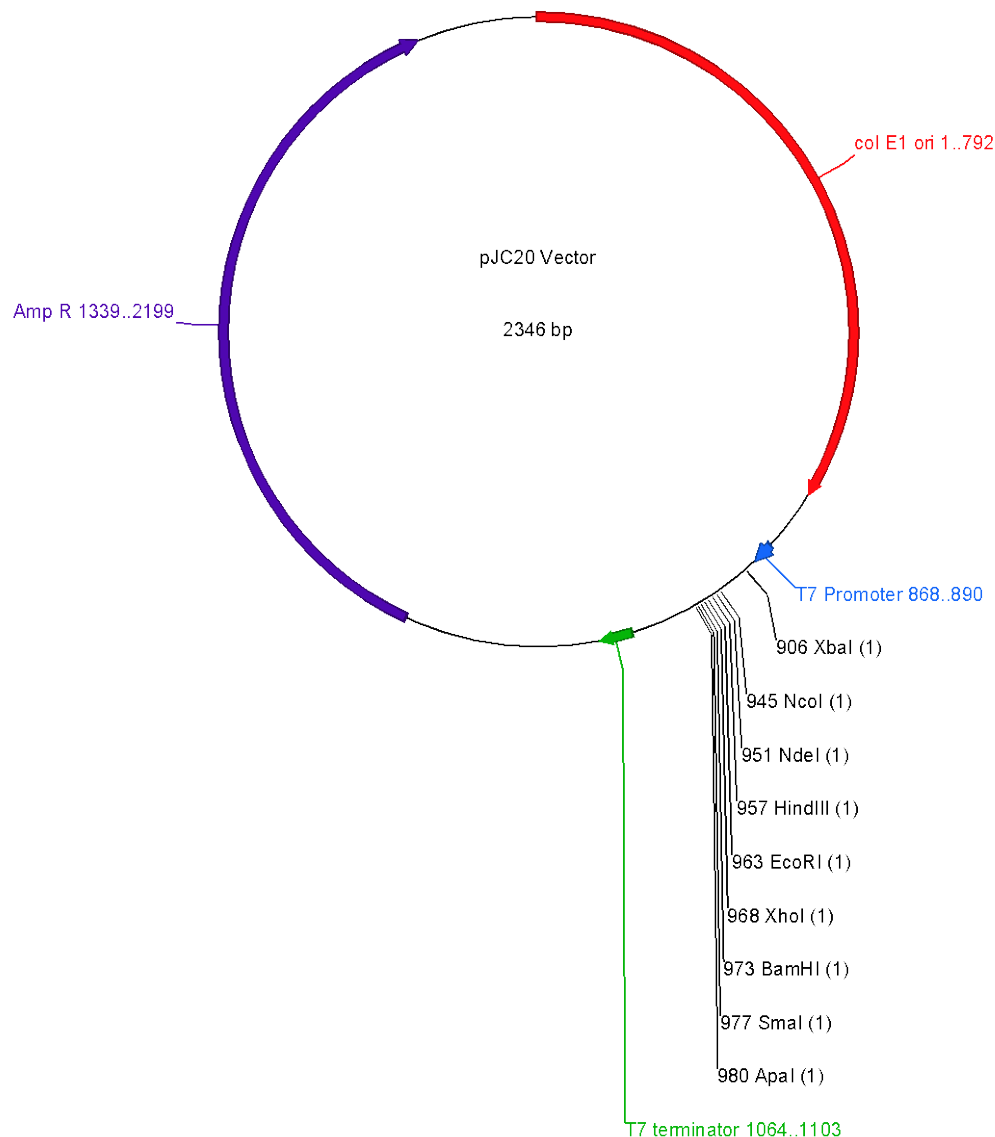 col E1 ori 1..792
pJC20 Vector
Amp R 1339..2199
2346 bp
T7 Promoter 868..890
906 XbaI (1)
945 NcoI (1)
951 NdeI (1)
957 HindIII (1)
963 EcoRI (1)
968 XhoI (1)
973 BamHI (1)
977 SmaI (1)
980 ApaI (1)
T7 terminator 1064..1103